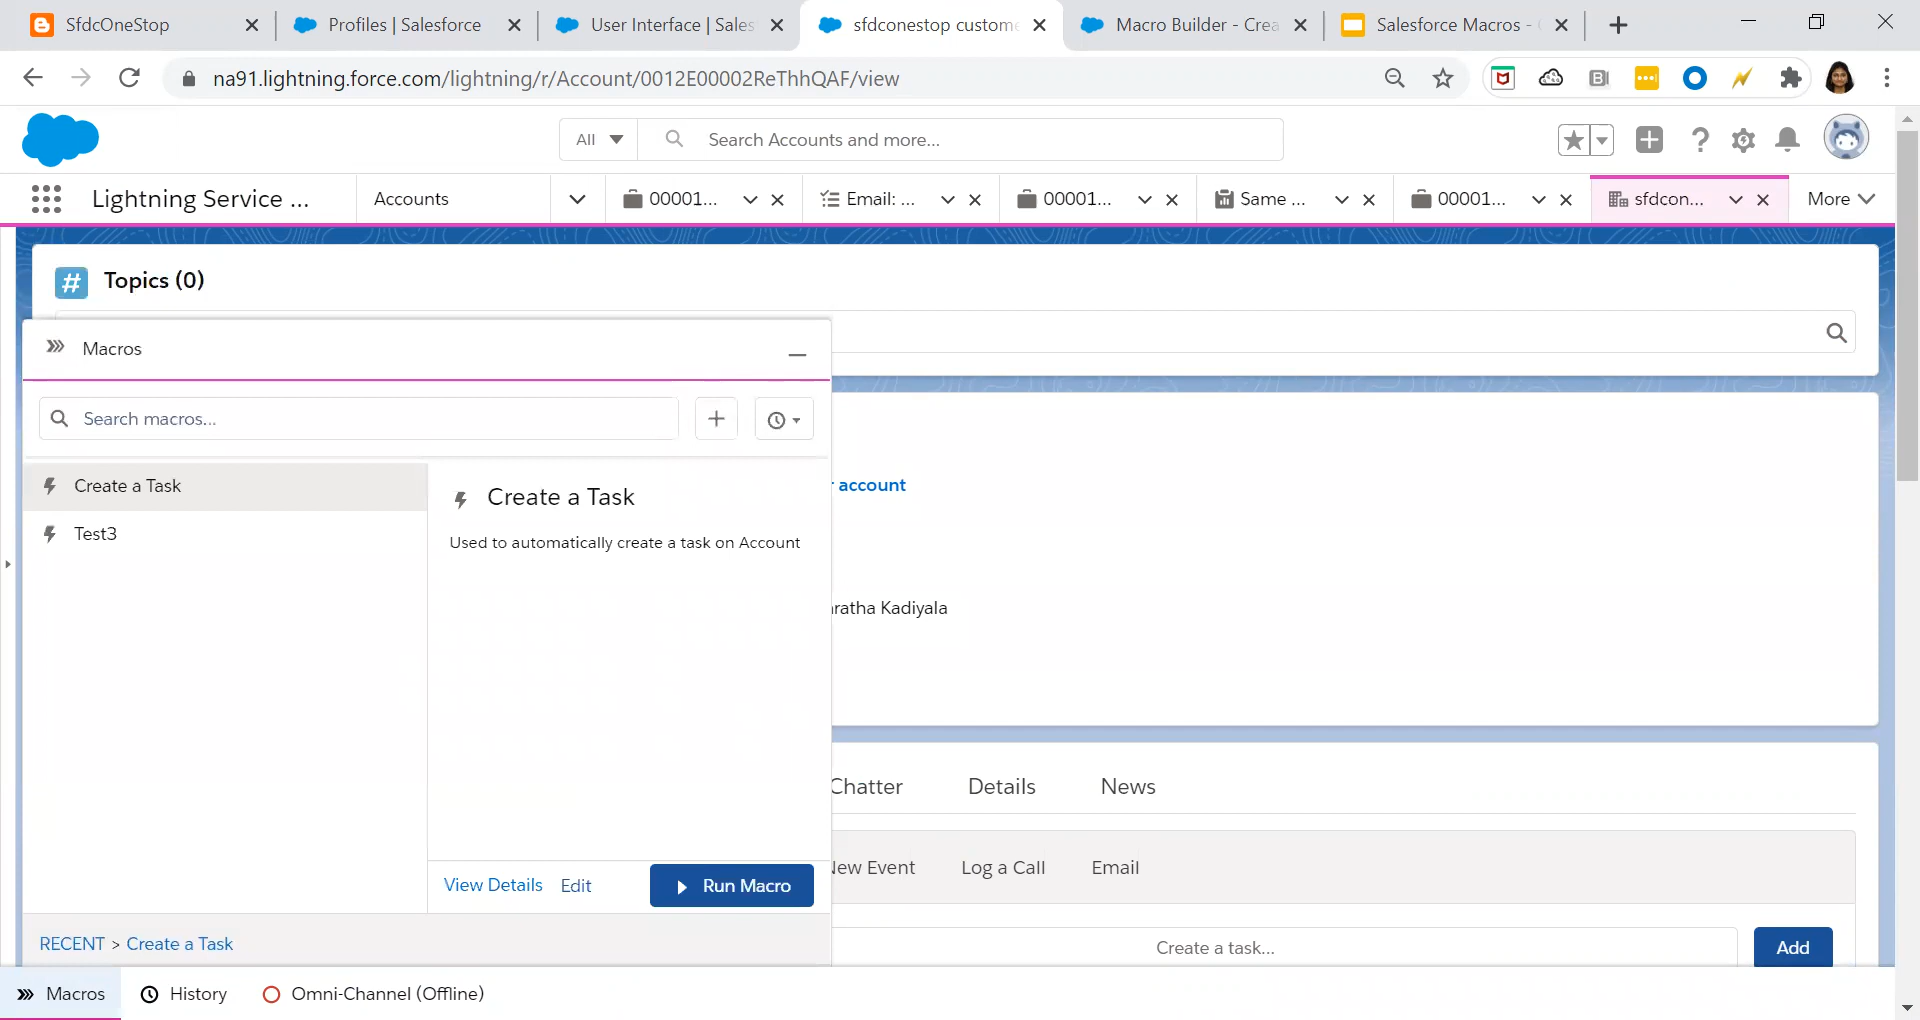 SfdcOneStop
Profiles | Salesforce
User Interface | Sales
sfdconestop custome
Macro Builder - Crea
Salesforce Macros -
na91.lightning.force.com/lightning/r/Account/0012E00002ReThhQAF/view
All
Search Accounts and more...
Lightning Service ...
Accounts
00001...
Email: ...
00001...
Same ...
00001...
sfdcon...
More
# Topics (0)
Macros
Search macros...
Create a Task
Test3
Create a Task
Used to automatically create a task on Account
account
ratha Kadiyala
View Details
Edit
Run Macro
RECENT > Create a Task
Chatter
Details
News
New Event
Log a Call
Email
Create a task...
Add
Macros
History
Omni-Channel (Offline)